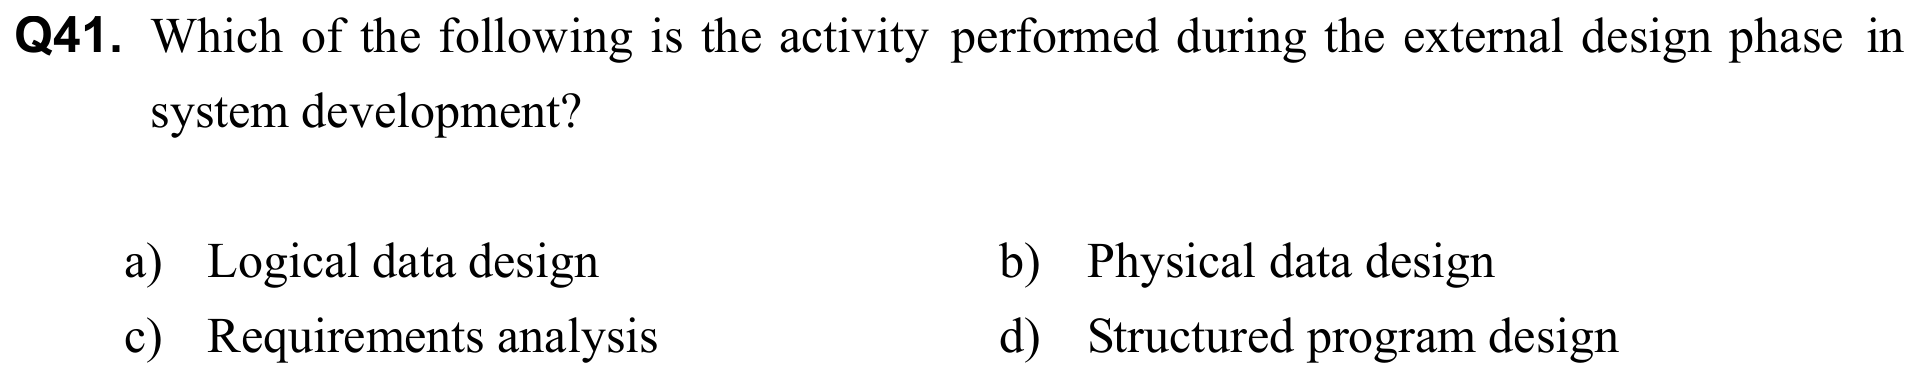 Q41. Which of the following is the activity performed during the external design phase in
system development?
a) Logical data design b) Physical data design
c) Requirements analysis d) Structured program design